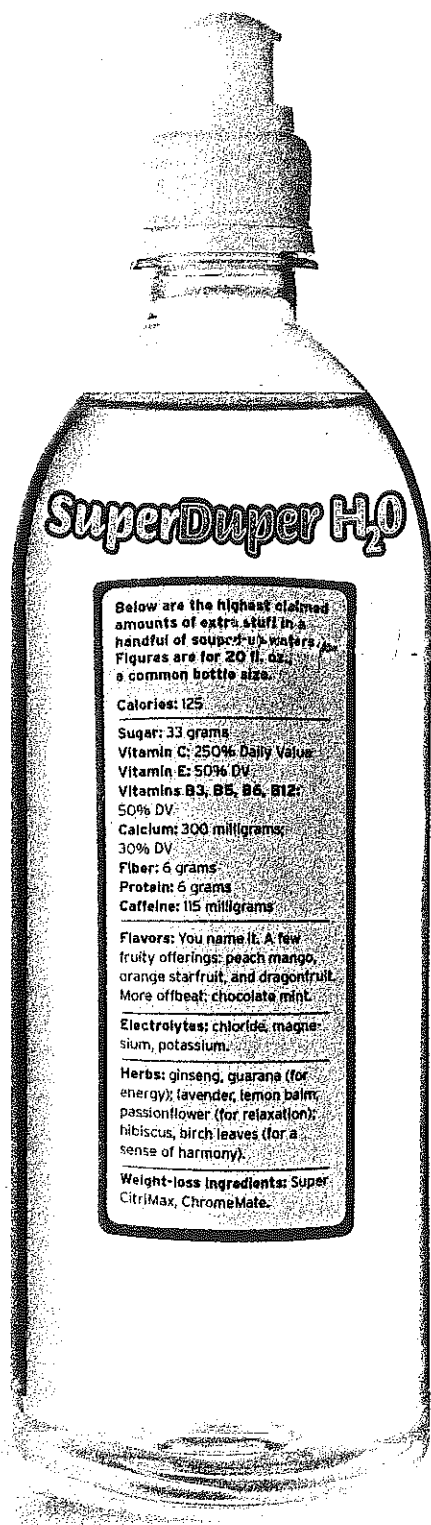 SuperDuper H₂O
Below are the highest claimed
amounts of extra stuff in a
handful of souped-up waters.
Figures are for 20 fl. oz.,
a common bottle size.
Calories: 125
Sugar: 33 grams
Vitamin C: 250% Daily Value
Vitamin E: 50% DV
Vitamins B3, B5, B6, B12:
50% DV
Calcium: 300 milligrams;
30% DV
Fiber: 6 grams
Protein: 6 grams
Caffeine: 115 milligrams
Flavors: You name it. A few
fruity offerings: peach mango,
orange starfruit, and dragonfruit.
More offbeat: chocolate mint.
Electrolytes: chloride, magne-
sium, potassium.
Herbs: ginseng, guarana (for
energy); lavender, lemon balm,
passionflower (for relaxation);
hibiscus, birch leaves (for a
sense of harmony).
Weight-loss ingredients: Super
CitriMax, ChromeMate.